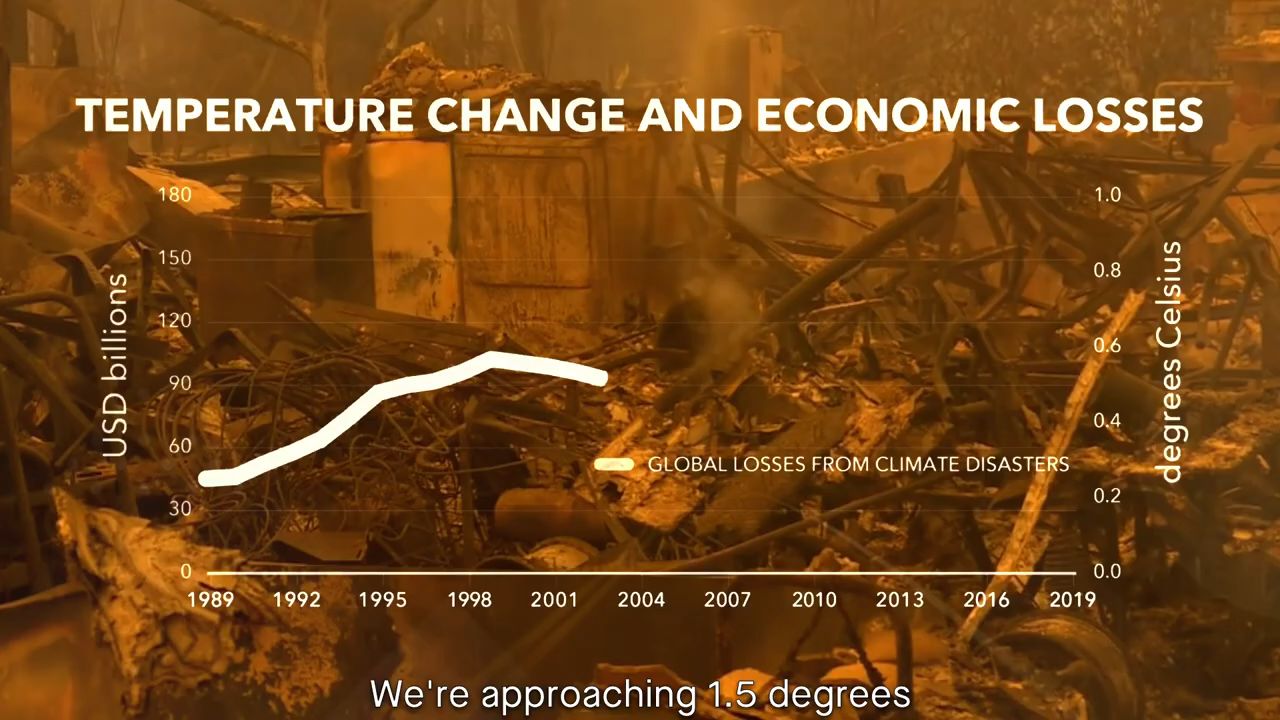 TEMPERATURE CHANGE AND ECONOMIC LOSSES
180
150
120
90
60
30
0
USD billions
1.0
0.8
0.6
0.4
0.2
0.0
degrees Celsius
GLOBAL LOSSES FROM CLIMATE DISASTERS
1989 1992 1995 1998 2001 2004 2007 2010 2013 2016 2019
We're approaching 1.5 degrees